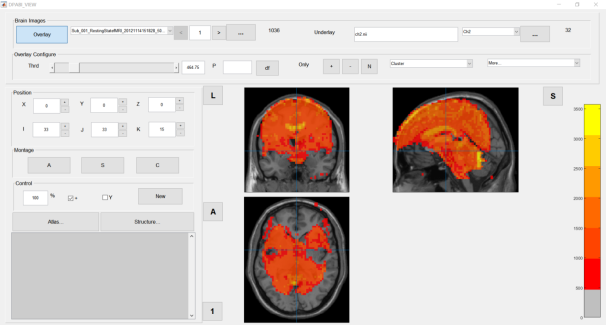 DPABI_VIEW
Brain Images
Overlay
< 1 > ... 1036 Underlay ch2.nii Ch2 ... 32
Overlay Configure
Thrd 464.75 P df Only + - N Cluster More...
Position
X 0 Y 0 Z 0
I 33 J 33 K 15
Montage
A S C
Control
100 % + Y New
Atlas... Structure...
L
S
A
1
3500
3000
2500
2000
1500
1000
500
0